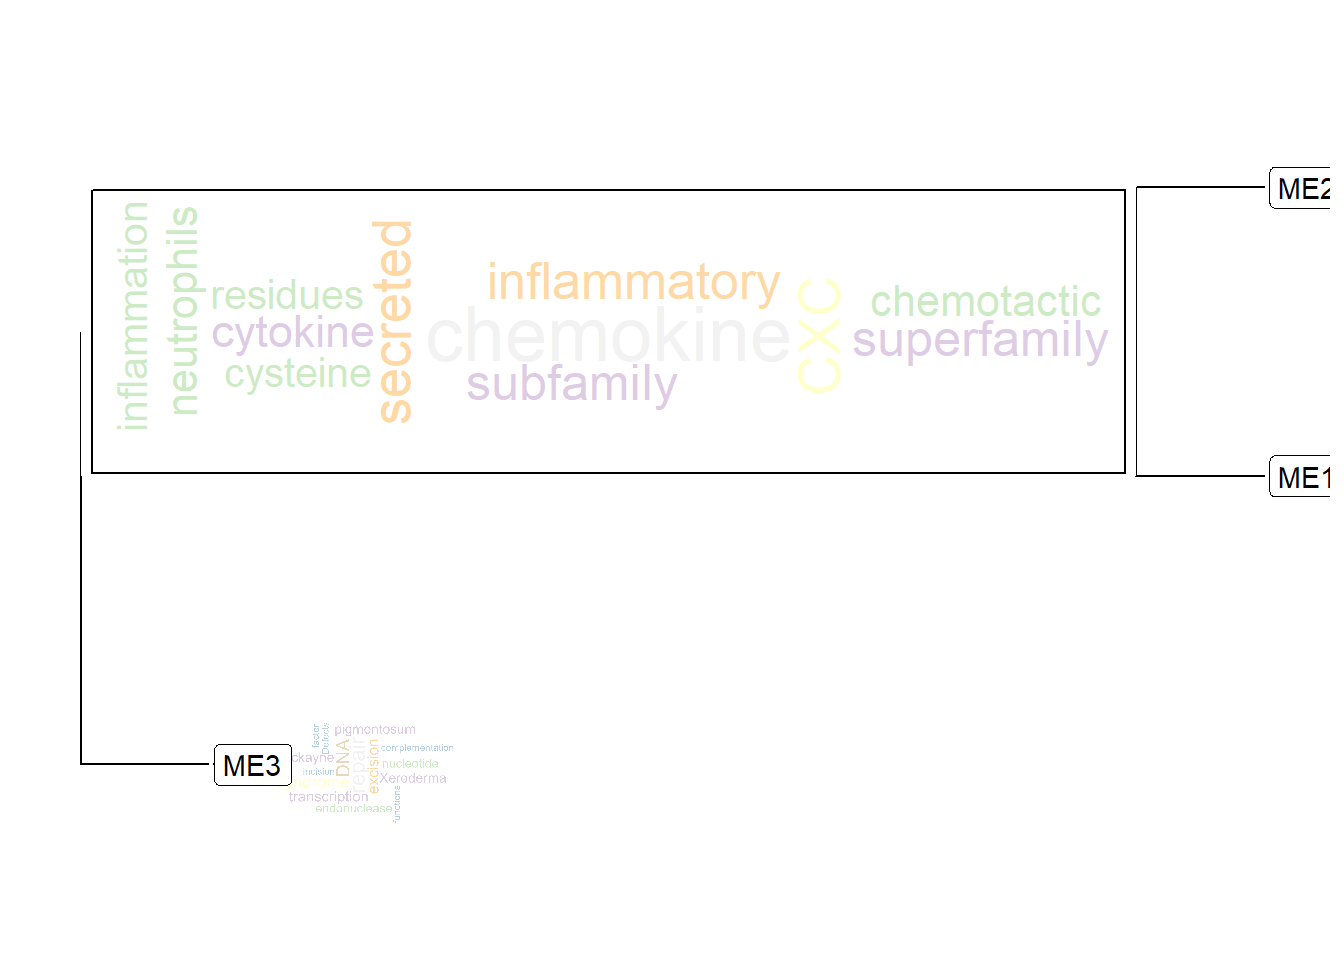 ME2
inflammation
neutrophils
residues
cytokine
cysteine
secreted
inflammatory
chemokine
subfamily
CXC
chemotactic
superfamily
ME1
ME3
factor
Defects
pigmentosum
ckayne
DNA
repair
excision
complementation
incision
nucleotide
Xeroderma
transcription
endonuclease
functions